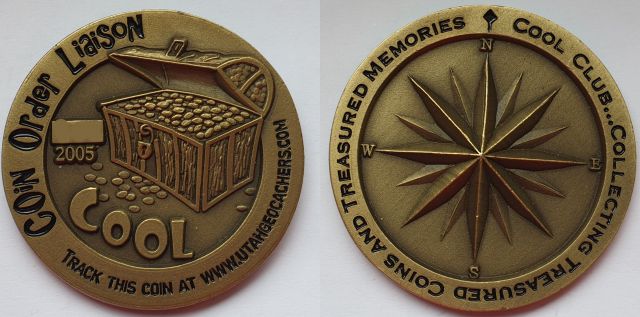 COiN Order LiaiSON
2005
COOL
TRACK THIS COIN AT WWW.UTAHGEOCACHERS.COM
COOL CLUB...COLLECTING TREASURED COINS AND TREASURED MEMORIES
N
W
E
S